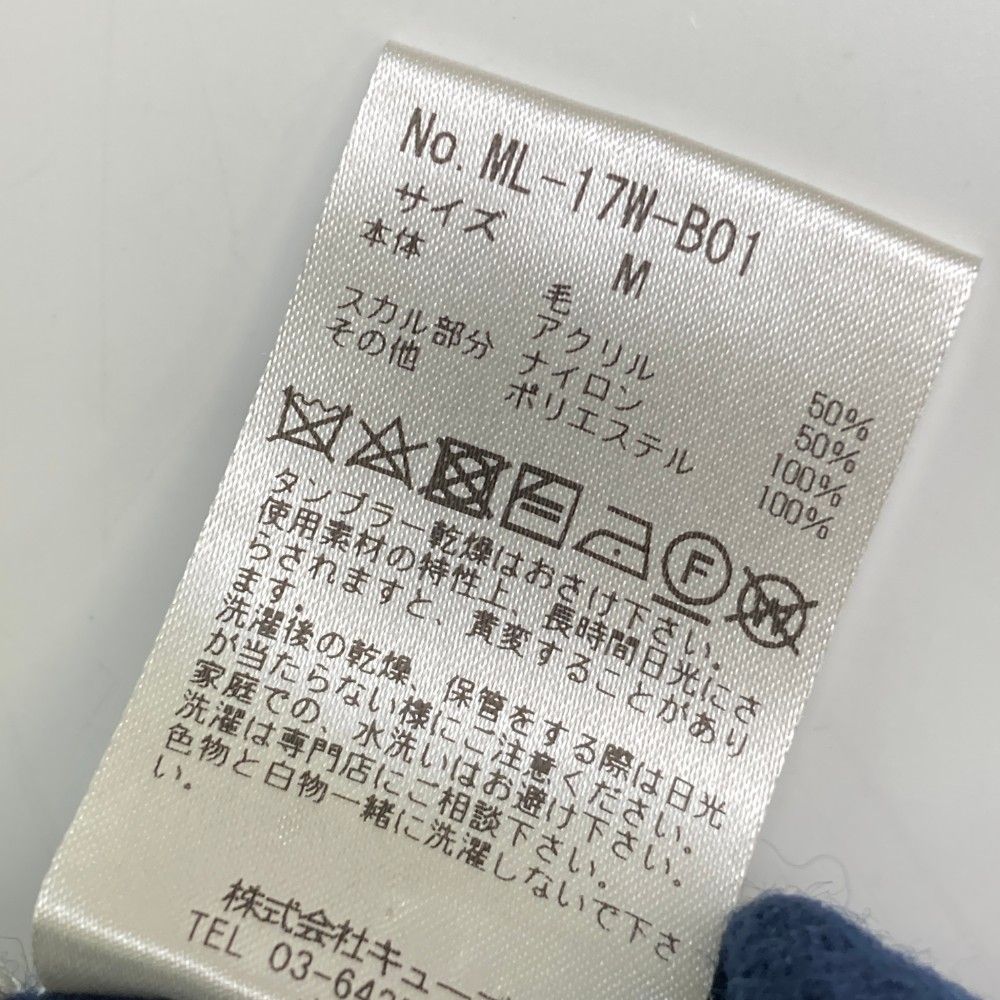 No. ML-17W-B01
サイズ M
本体 毛 50%
アクリル 50%
スカル部分 ナイロン 100%
その他 ポリエステル 100%
F
W
タンブラー乾燥はおさけ下さい。
使用素材の特性上、長時間日光にさ
らされますと、黄変することがあり
ます。
洗濯後の乾燥、保管をする際は日光
が当たらない様にご注意ください。
家庭での、水洗いはお避け下さい。
洗濯は専門店にご相談下さい。
色物と白物一緒に洗濯しないで下さ
い。
株式会社キュー
TEL 03-64